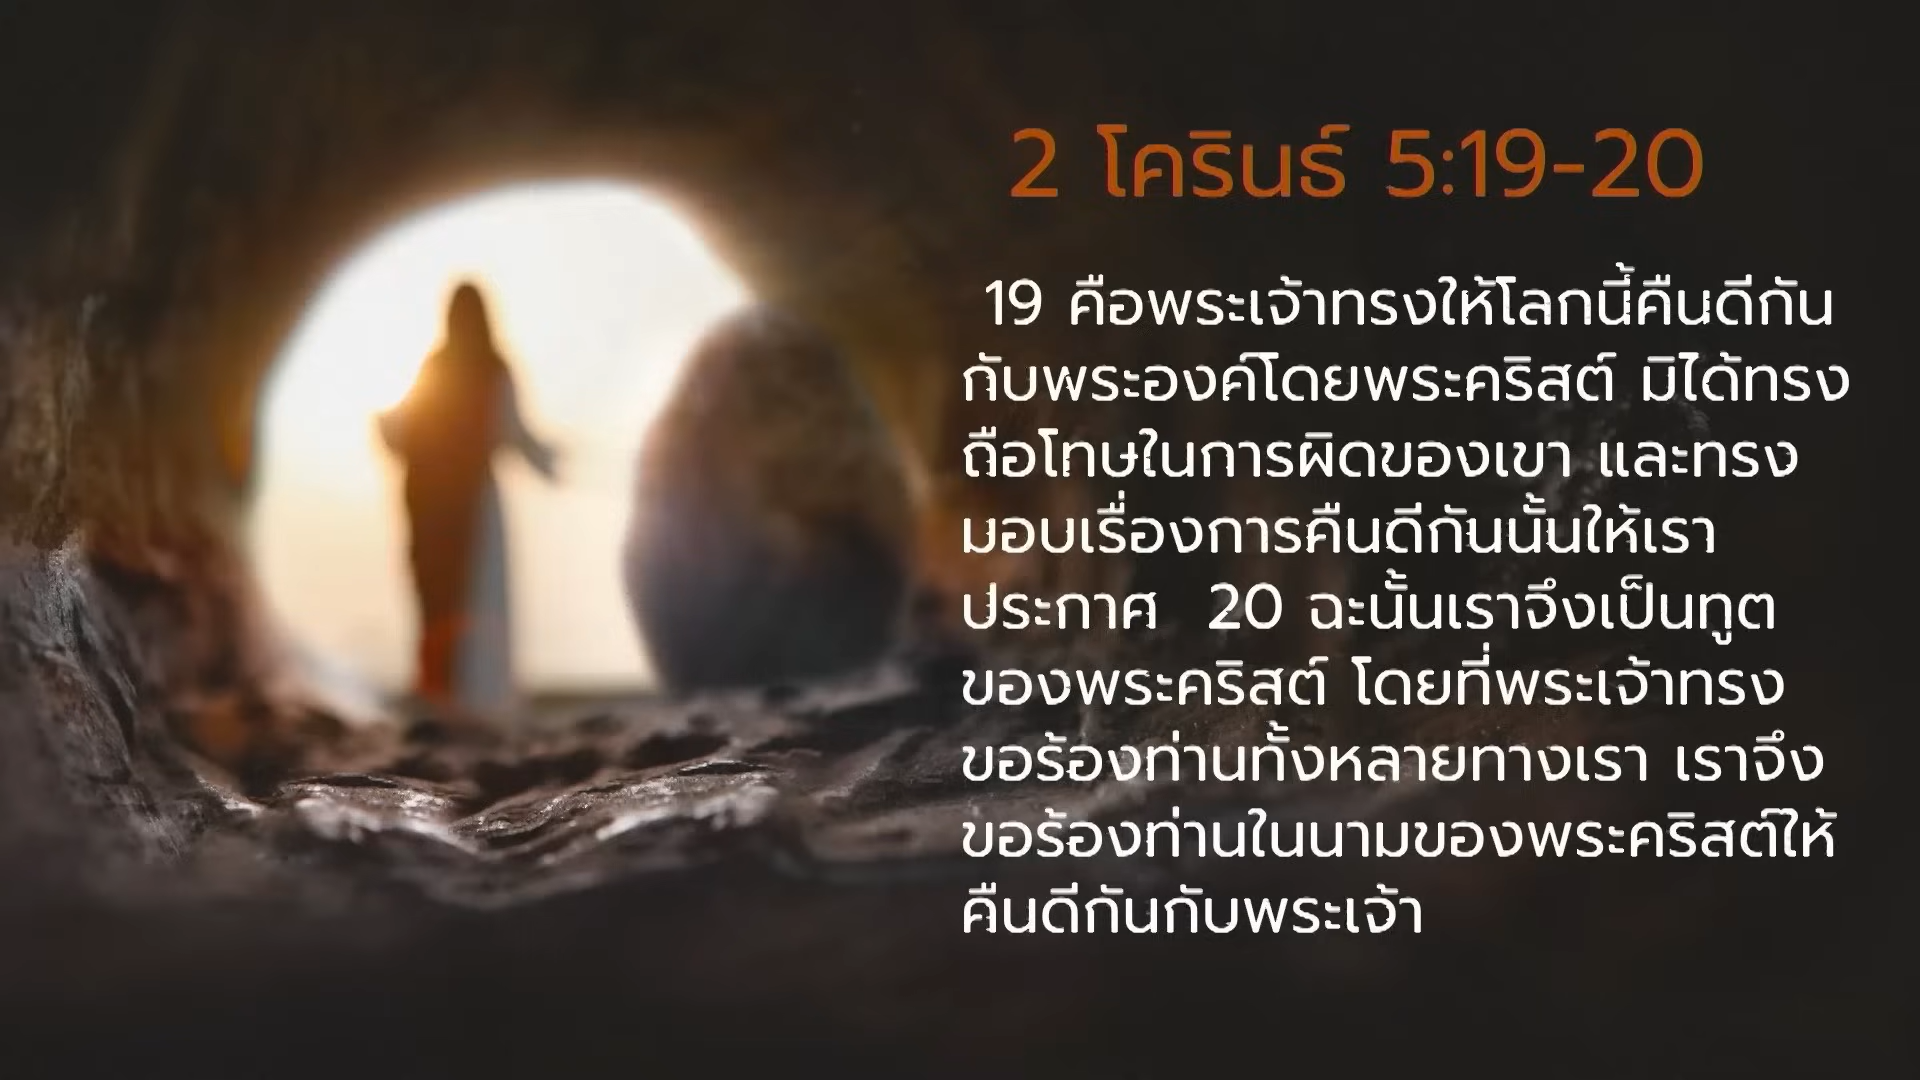 2 โครินธ์ 5:19-20
19 คือพระเจ้าทรงให้โลกนี้คืนดีกัน
กับพระองค์โดยพระคริสต์ มิได้ทรง
ถือโทษในการผิดของเขา และทรง
มอบเรื่องการคืนดีกันนั้นให้เรา
ประกาศ  20 ฉะนั้นเราจึงเป็นทูต
ของพระคริสต์ โดยที่พระเจ้าทรง
ขอร้องท่านทั้งหลายทางเรา เราจึง
ขอร้องท่านในนามของพระคริสต์ให้
คืนดีกันกับพระเจ้า